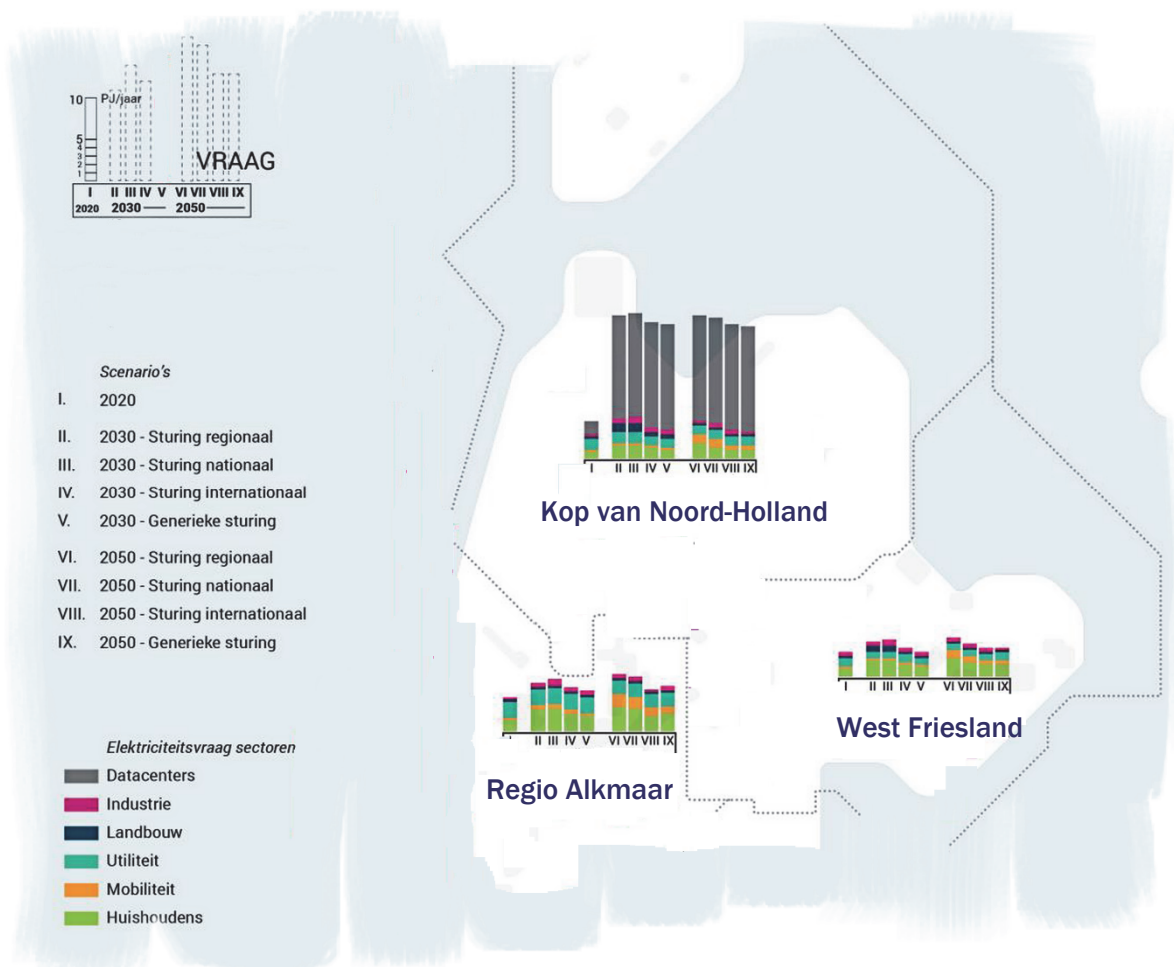 10 PJ/jaar
5
4
3
2
1
VRAAG
I II III IV V VI VII VIII IX
2020 2030 2050
Scenario's
I. 2020
II. 2030 - Sturing regionaal
III. 2030 - Sturing nationaal
IV. 2030 - Sturing internationaal
V. 2030 - Generieke sturing
VI. 2050 - Sturing regionaal
VII. 2050 - Sturing nationaal
VIII. 2050 - Sturing internationaal
IX. 2050 - Generieke sturing
I II III IV V VI VII VIII IX
Kop van Noord-Holland
I II III IV V VI VII VIII IX
West Friesland
II III IV V VI VII VIII IX
Regio Alkmaar
Elektriciteitsvraag sectoren
Datacenters
Industrie
Landbouw
Utiliteit
Mobiliteit
Huishoudens